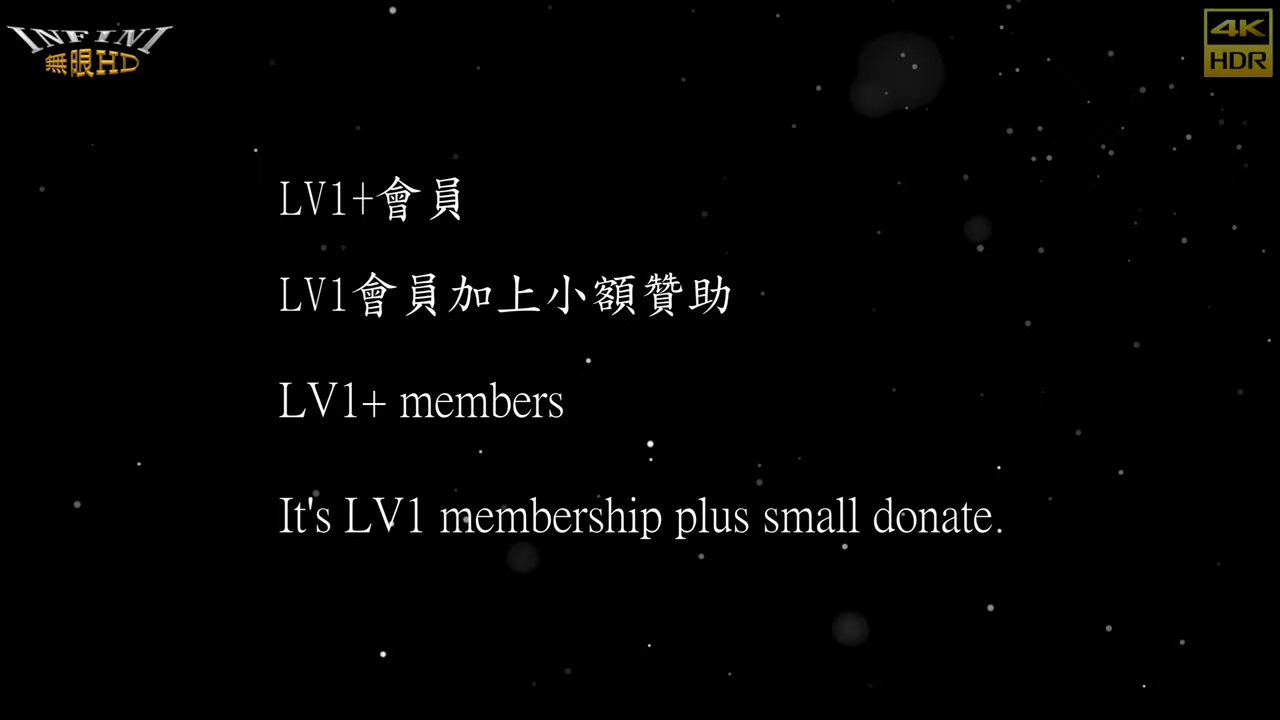 INFINI
無限HD
4K
HDR
LV1+會員
LV1會員加上小額贊助
LV1+ members
It's LV1 membership plus small donate.